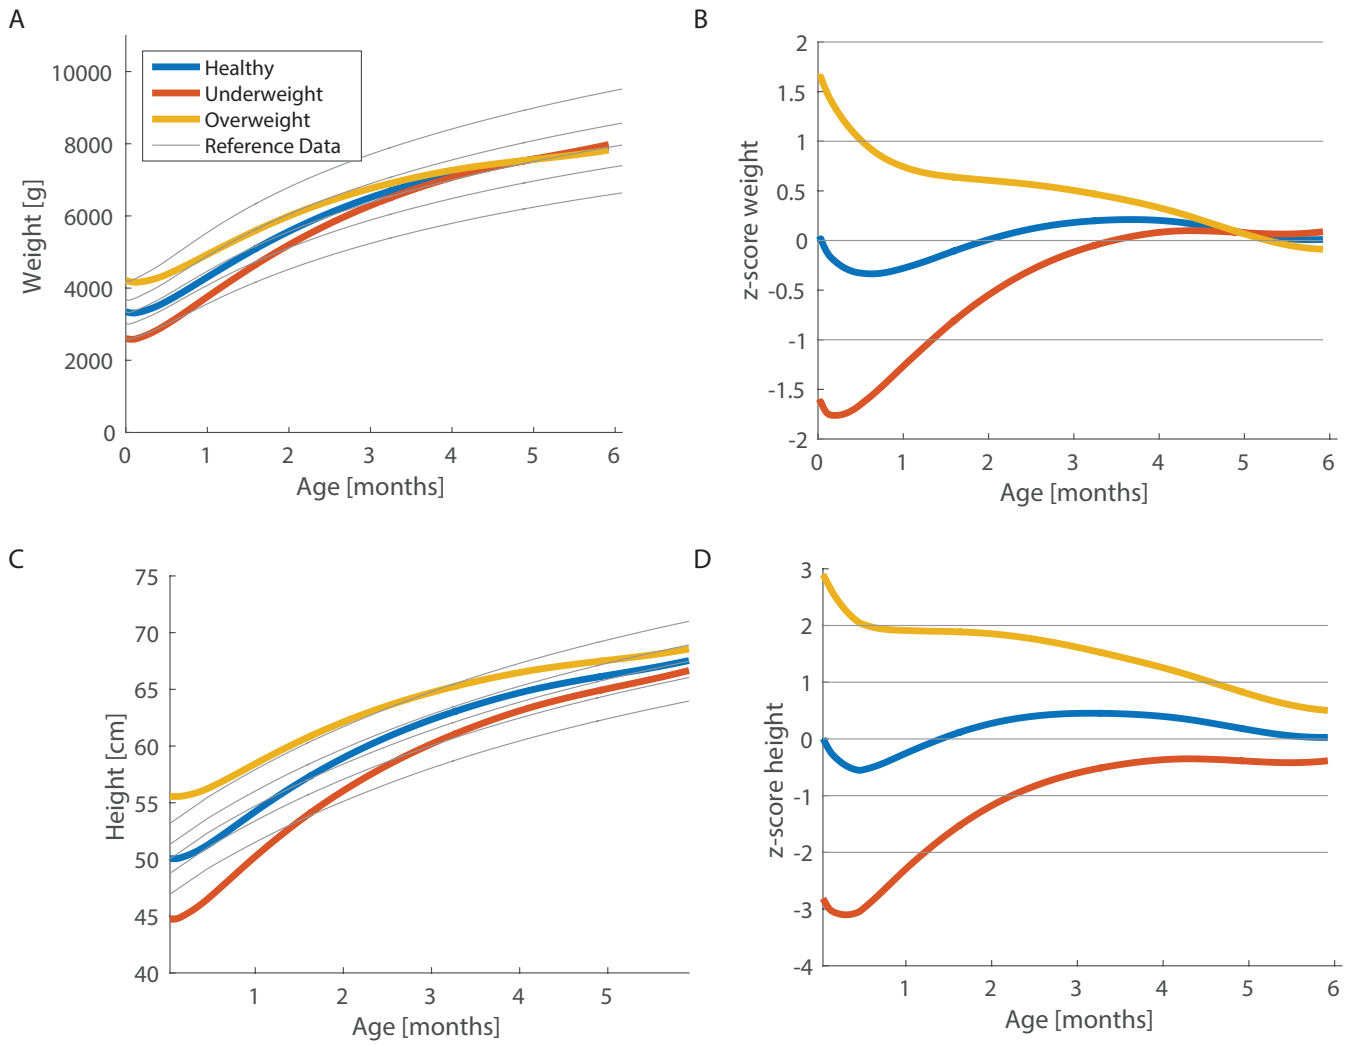 A
10000
8000
6000
4000
2000
0
Weight [g]
0 1 2 3 4 5 6
Age [months]
Healthy
Underweight
Overweight
Reference Data
B
2
1.5
1
0.5
0
-0.5
-1
-1.5
-2
z-score weight
0 1 2 3 4 5 6
Age [months]
C
75
70
65
60
55
50
45
40
Height [cm]
1 2 3 4 5
Age [months]
D
3
2
1
0
-1
-2
-3
-4
z-score height
1 2 3 4 5 6
Age [months]